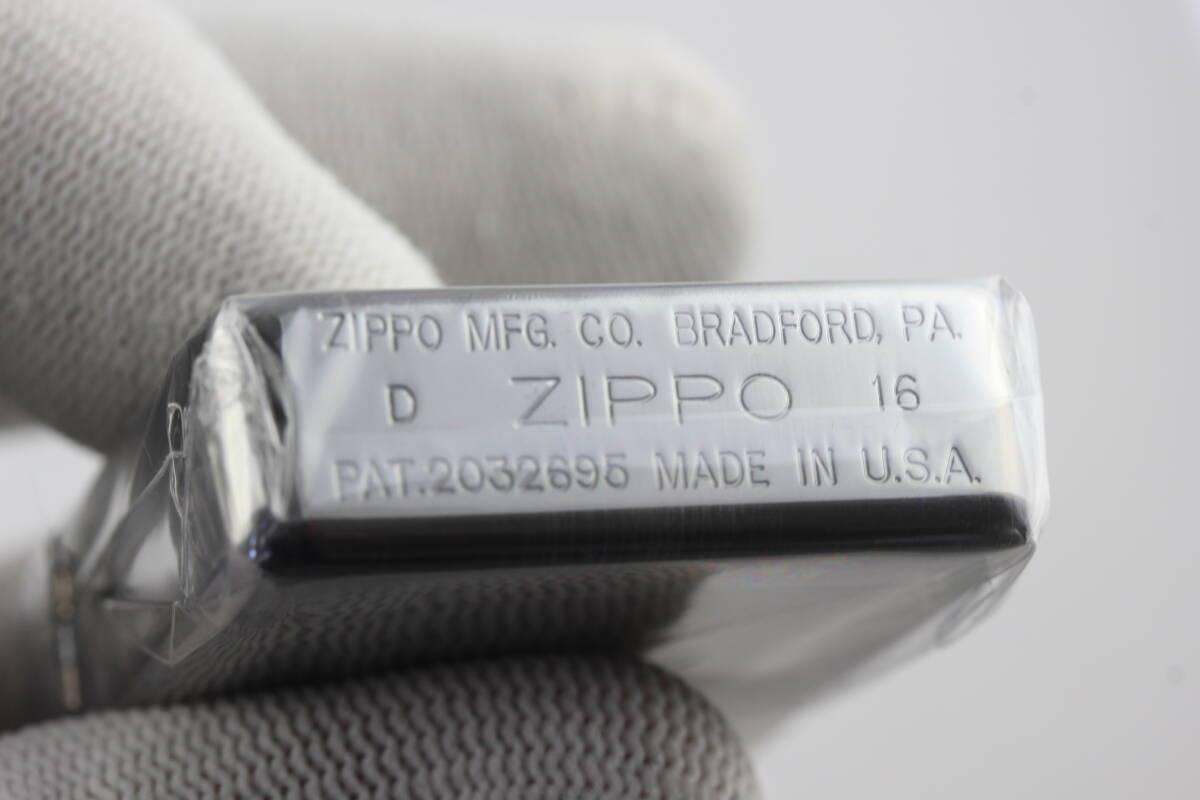 ZIPPO MFG. CO. BRADFORD, PA.
D ZIPPO 16
PAT.2032695 MADE IN U.S.A.